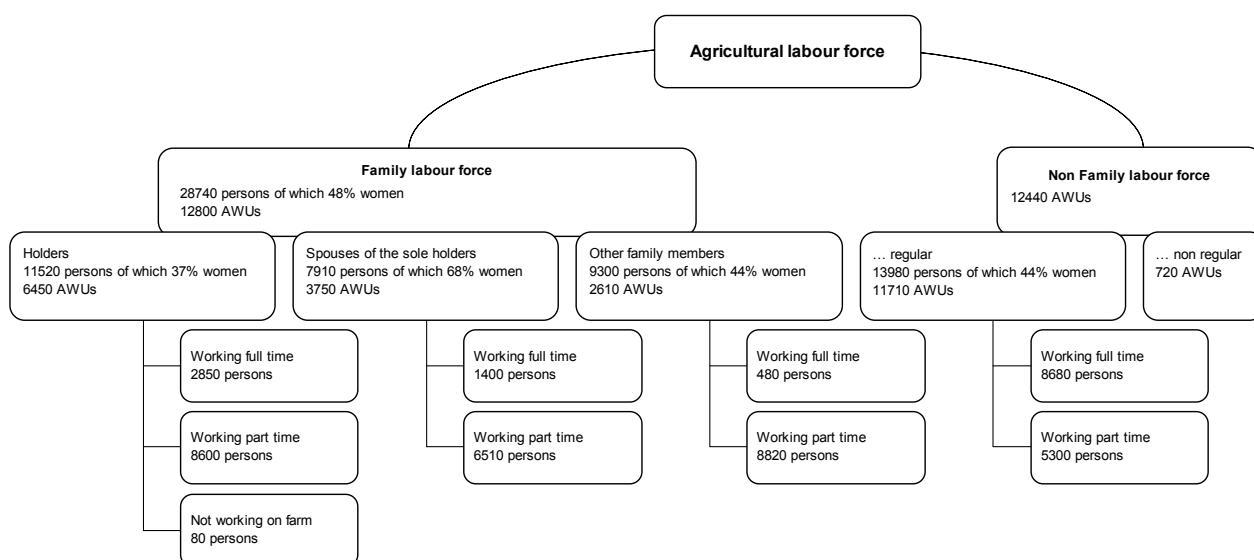 Agricultural labour force
Family labour force
28740 persons of which 48% women
12800 AWUs
Non Family labour force
12440 AWUs
Holders
11520 persons of which 37% women
6450 AWUs
Spouses of the sole holders
7910 persons of which 68% women
3750 AWUs
Other family members
9300 persons of which 44% women
2610 AWUs
... regular
13980 persons of which 44% women
11710 AWUs
... non regular
720 AWUs
Working full time
2850 persons
Working full time
1400 persons
Working full time
480 persons
Working full time
8680 persons
Working part time
8600 persons
Working part time
6510 persons
Working part time
8820 persons
Working part time
5300 persons
Not working on farm
80 persons